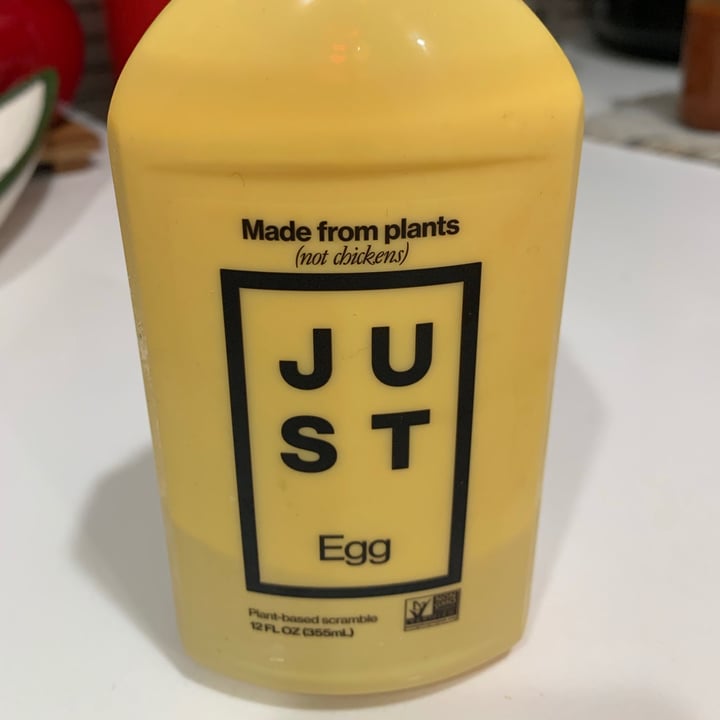 Made from plants
(not chickens)
JU
ST
Egg
Plant-based scramble
12 FL OZ (355mL)